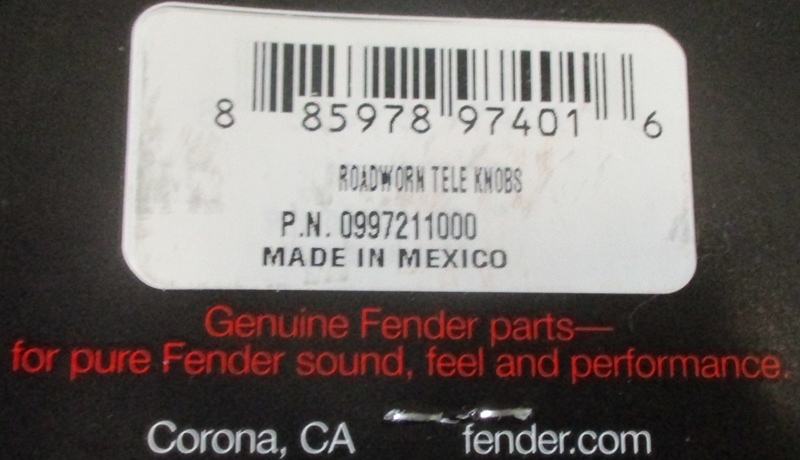 8 85978 97401 6
ROADWORN TELE KNOBS
P.N. 0997211000
MADE IN MEXICO
Genuine Fender parts—
for pure Fender sound, feel and performance.
Corona, CA fender.com